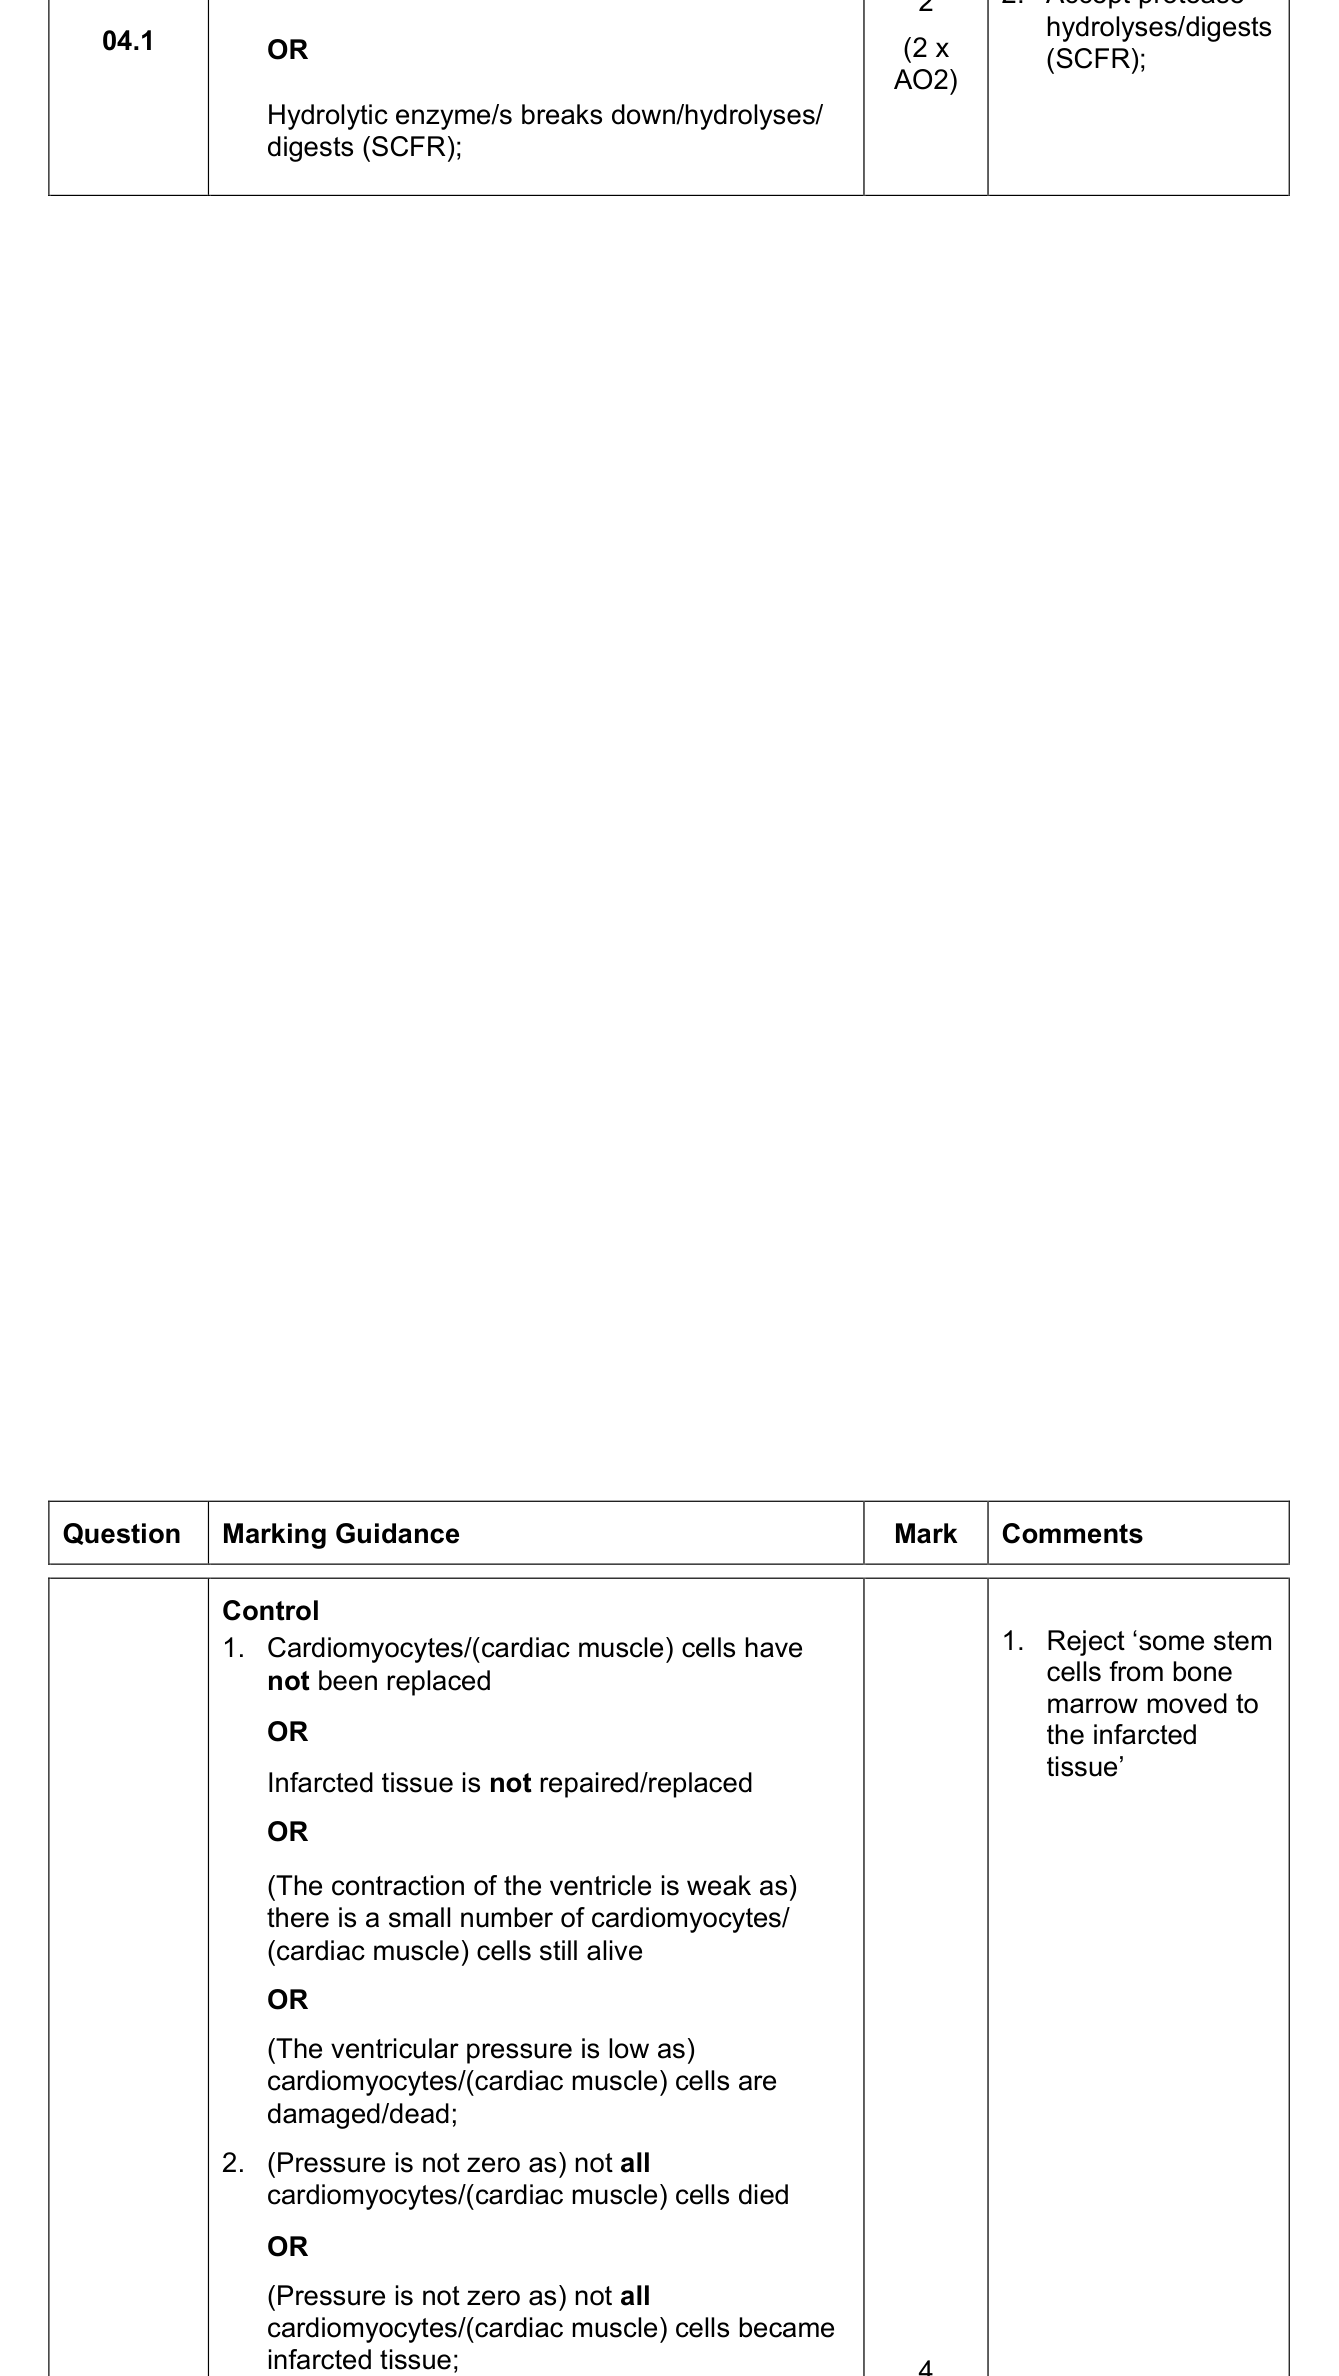 04.1
OR
Hydrolytic enzyme/s breaks down/hydrolyses/
digests (SCFR);
2
(2 x
AO2)
2. Accept protease
hydrolyses/digests
(SCFR);
Question Marking Guidance Mark Comments
Control
1. Cardiomyocytes/(cardiac muscle) cells have
not been replaced
OR
Infarcted tissue is not repaired/replaced
OR
(The contraction of the ventricle is weak as)
there is a small number of cardiomyocytes/
(cardiac muscle) cells still alive
OR
(The ventricular pressure is low as)
cardiomyocytes/(cardiac muscle) cells are
damaged/dead;
2. (Pressure is not zero as) not all
cardiomyocytes/(cardiac muscle) cells died
OR
(Pressure is not zero as) not all
cardiomyocytes/(cardiac muscle) cells became
infarcted tissue;
4
1. Reject ‘some stem
cells from bone
marrow moved to
the infarcted
tissue’